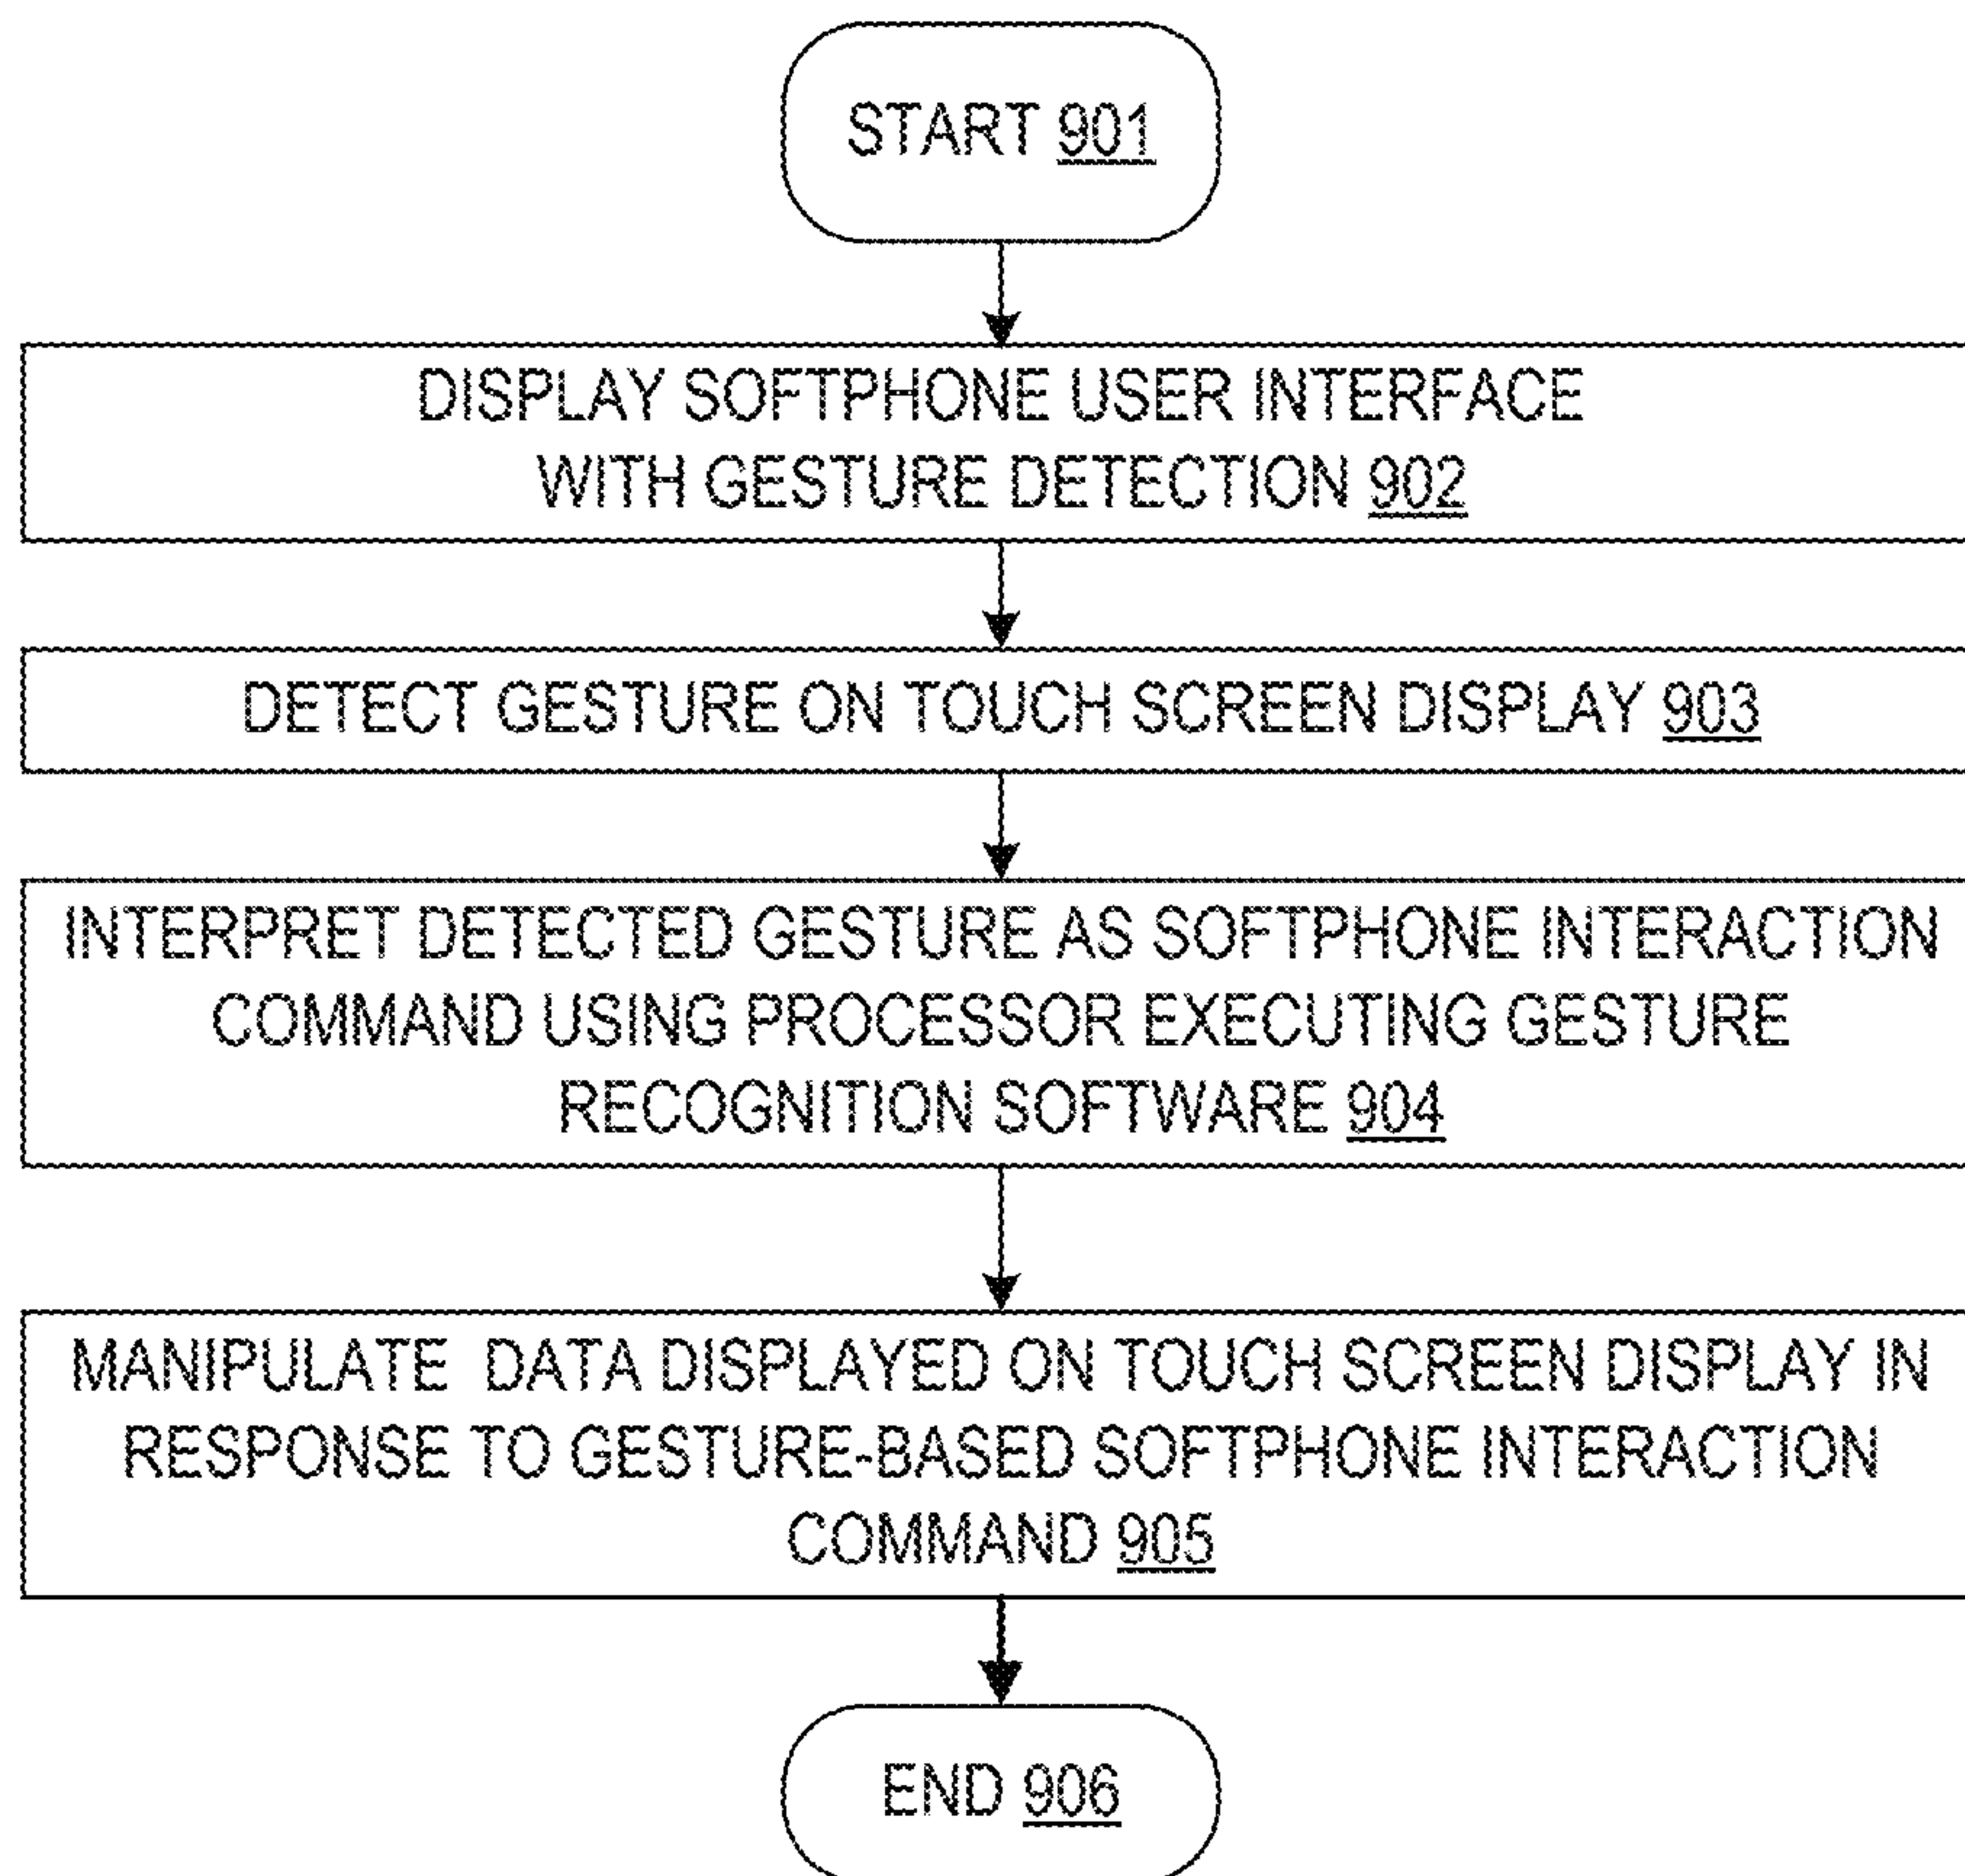 START 901
DISPLAY SOFTPHONE USER INTERFACE
WITH GESTURE DETECTION 902
DETECT GESTURE ON TOUCH SCREEN DISPLAY 903
INTERPRET DETECTED GESTURE AS SOFTPHONE INTERACTION
COMMAND USING PROCESSOR EXECUTING GESTURE
RECOGNITION SOFTWARE 904
MANIPULATE DATA DISPLAYED ON TOUCH SCREEN DISPLAY IN
RESPONSE TO GESTURE-BASED SOFTPHONE INTERACTION
COMMAND 905
END 906